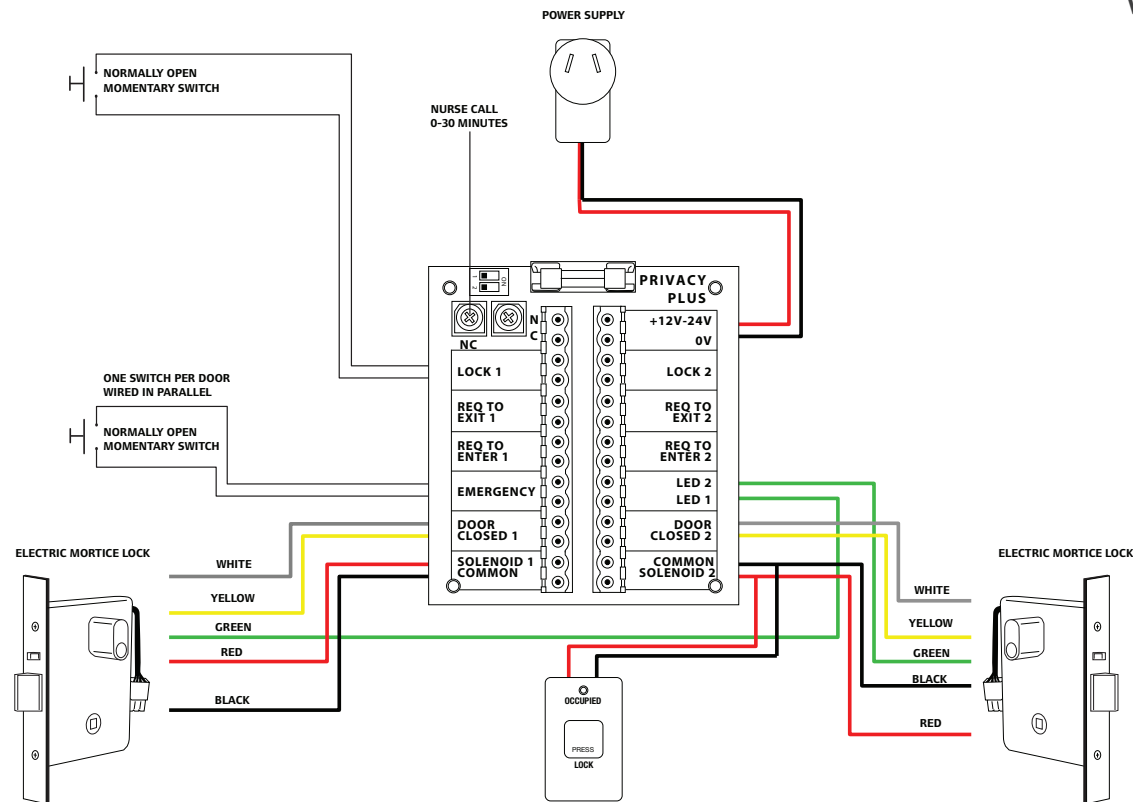 POWER SUPPLY
NORMALLY OPEN
MOMENTARY SWITCH
NURSE CALL
0-30 MINUTES
1
2
ON
PRIVACY
PLUS
N
C
NC
+12V-24V
0V
LOCK 1
LOCK 2
REQ TO
EXIT 1
REQ TO
EXIT 2
REQ TO
ENTER 1
REQ TO
ENTER 2
EMERGENCY
LED 2
LED 1
DOOR
CLOSED 1
DOOR
CLOSED 2
SOLENOID 1
COMMON
COMMON
SOLENOID 2
ONE SWITCH PER DOOR
WIRED IN PARALLEL
NORMALLY OPEN
MOMENTARY SWITCH
ELECTRIC MORTICE LOCK
WHITE
YELLOW
GREEN
RED
BLACK
ELECTRIC MORTICE LOCK
WHITE
YELLOW
GREEN
BLACK
RED
OCCUPIED
PRESS
LOCK